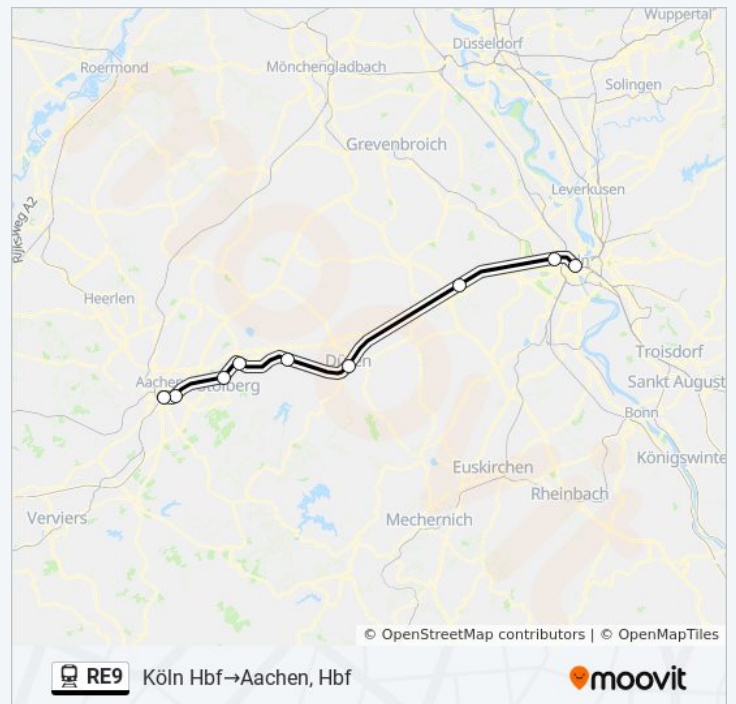 Wuppertal
Düsseldorf
Roermond
Mönchengladbach
Solingen
Grevenbroich
Leverkusen
Rijksweg A2
Heerlen
Düren
Troisdorf
Aachen
Stolberg
Sankt August
Bonn
Königswinte
Euskirchen
Rheinbach
Verviers
Mechernich
© OpenStreetMap contributors | © OpenMapTiles
RE9 Köln Hbf→Aachen, Hbf
moovit